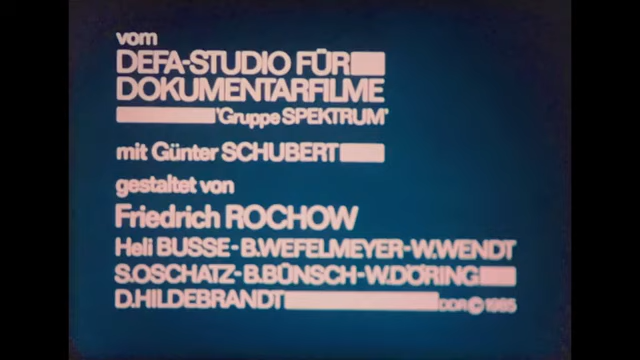 vom
DEFA-STUDIO FÜR
DOKUMENTARFILME
'Gruppe SPEKTRUM'
mit Günter SCHUBERT
gestaltet von
Friedrich ROCHOW
Heli BUSSE-B.WEFELMEYER-W.WENDT
S.OSCHATZ-B.BÜNSCH-W.DÖRING
D.HILDEBRANDT DDR©1985